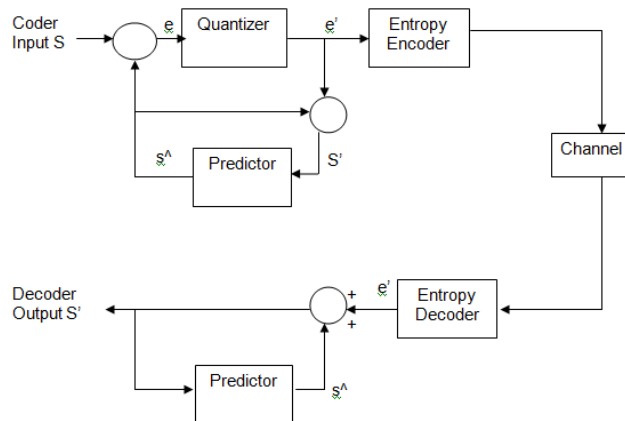 Coder
Input S
e
Quantizer
e'
Entropy
Encoder
s^
Predictor
S'
Channel
Decoder
Output S'
+
+
e'
Entropy
Decoder
Predictor
s^